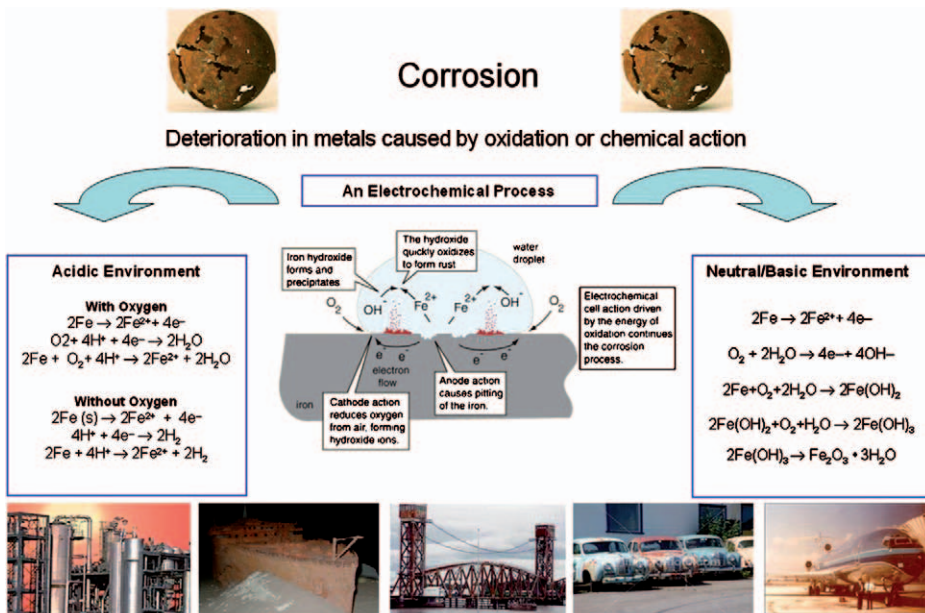 Corrosion
Deterioration in metals caused by oxidation or chemical action
An Electrochemical Process
Acidic Environment
With Oxygen
2Fe → 2Fe²⁺ + 4e⁻
O2 + 4H⁺ + 4e⁻ → 2H₂O
2Fe + O₂ + 4H⁺ → 2Fe²⁺ + 2H₂O
Without Oxygen
2Fe (s) → 2Fe²⁺ + 4e⁻
4H⁺ + 4e⁻ → 2H₂
2Fe + 4H⁺ → 2Fe²⁺ + 2H₂
Iron hydroxide
forms and
precipitates
The hydroxide
quickly oxidizes
to form rust
water
droplet
O₂
OH⁻
Fe²⁺
Fe²⁺
OH⁻
O₂
e⁻ e⁻
electron
flow
e⁻ e⁻
iron
Cathode action
reduces oxygen
from air, forming
hydroxide ions.
Anode action
causes pitting
of the iron.
Electrochemical
cell action driven
by the energy of
oxidation continues
the corrosion
process.
Neutral/Basic Environment
2Fe → 2Fe²⁺ + 4e–
O₂ + 2H₂O → 4e– + 4OH–
2Fe+O₂+2H₂O → 2Fe(OH)₂
2Fe(OH)₂+O₂+H₂O → 2Fe(OH)₃
2Fe(OH)₃ → Fe₂O₃ • 3H₂O